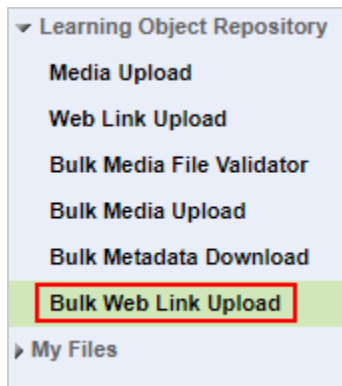 Learning Object Repository
Media Upload
Web Link Upload
Bulk Media File Validator
Bulk Media Upload
Bulk Metadata Download
Bulk Web Link Upload
My Files